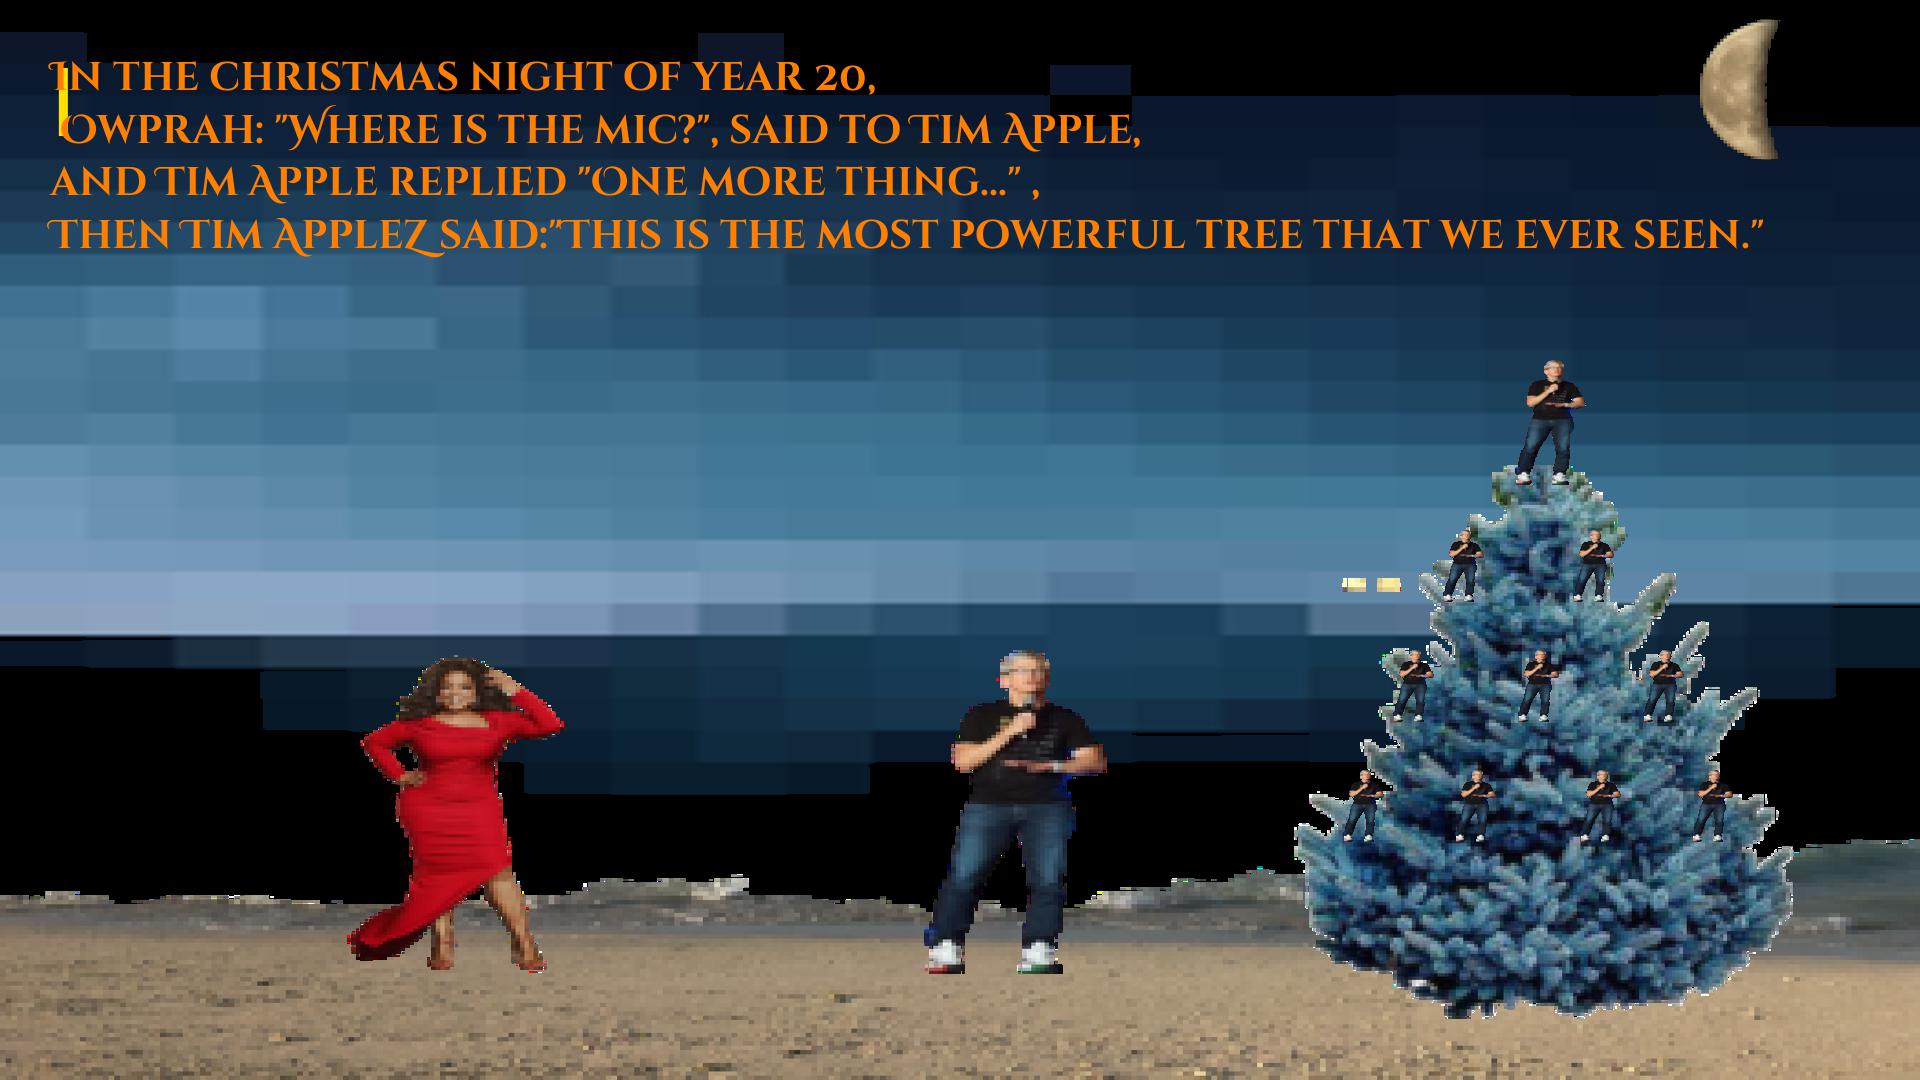 In the Christmas night of year 20,
Owprah: "Where is the mic?", said to Tim Apple,
and Tim Apple replied "One more thing..." ,
then Tim Applez said:"This is the most powerful tree that we ever seen."